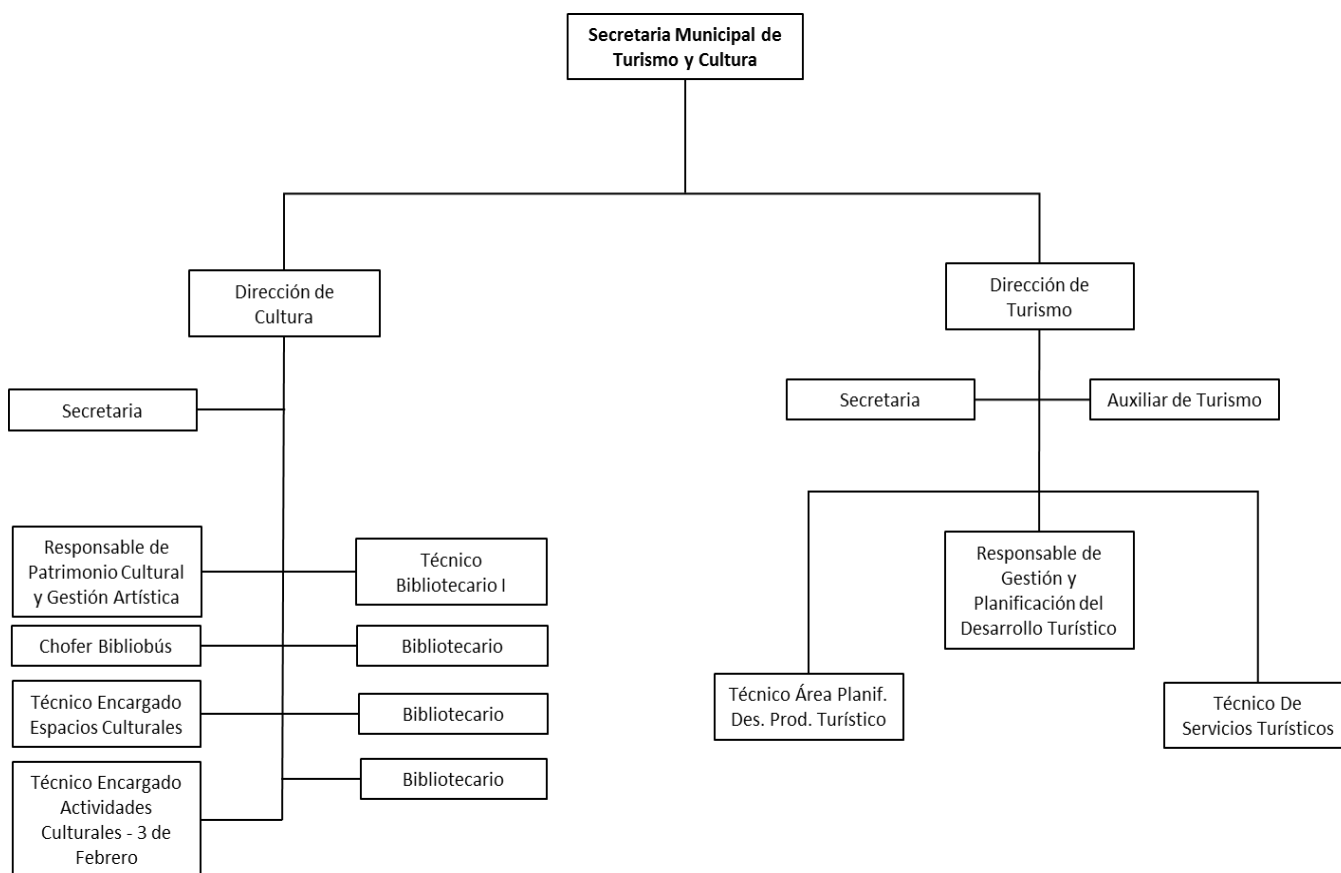 Secretaria Municipal de
Turismo y Cultura
Dirección de
Cultura
Dirección de
Turismo
Secretaria
Secretaria
Auxiliar de Turismo
Responsable de
Patrimonio Cultural
y Gestión Artística
Técnico
Bibliotecario I
Responsable de
Gestión y
Planificación del
Desarrollo Turístico
Chofer Bibliobús
Bibliotecario
Técnico Encargado
Espacios Culturales
Bibliotecario
Técnico Área Planif.
Des. Prod. Turístico
Técnico De
Servicios Turísticos
Técnico Encargado
Actividades
Culturales - 3 de
Febrero
Bibliotecario